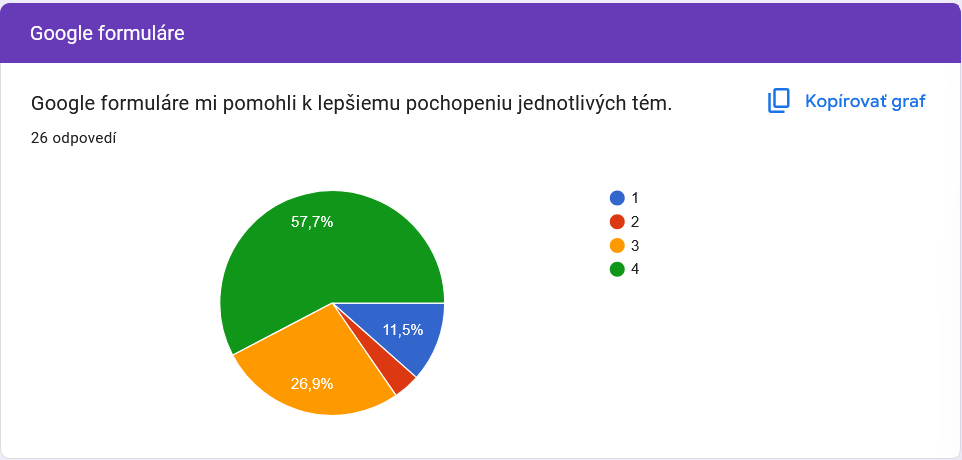 Google formuláre
Google formuláre mi pomohli k lepšiemu pochopeniu jednotlivých tém.
Kopírovať graf
26 odpovedí
57,7%
11,5%
26,9%
1
2
3
4